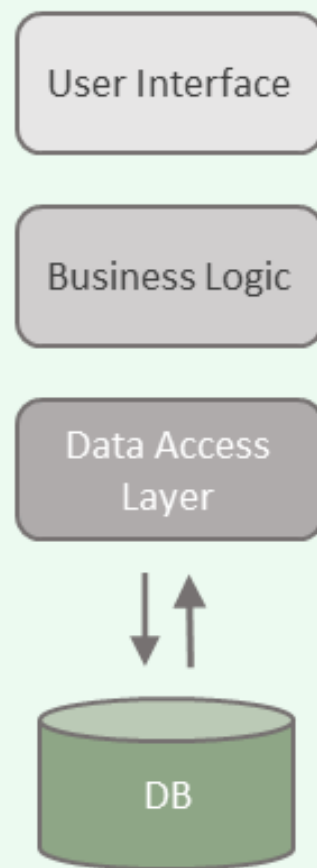 User Interface
Business Logic
Data Access
Layer
DB